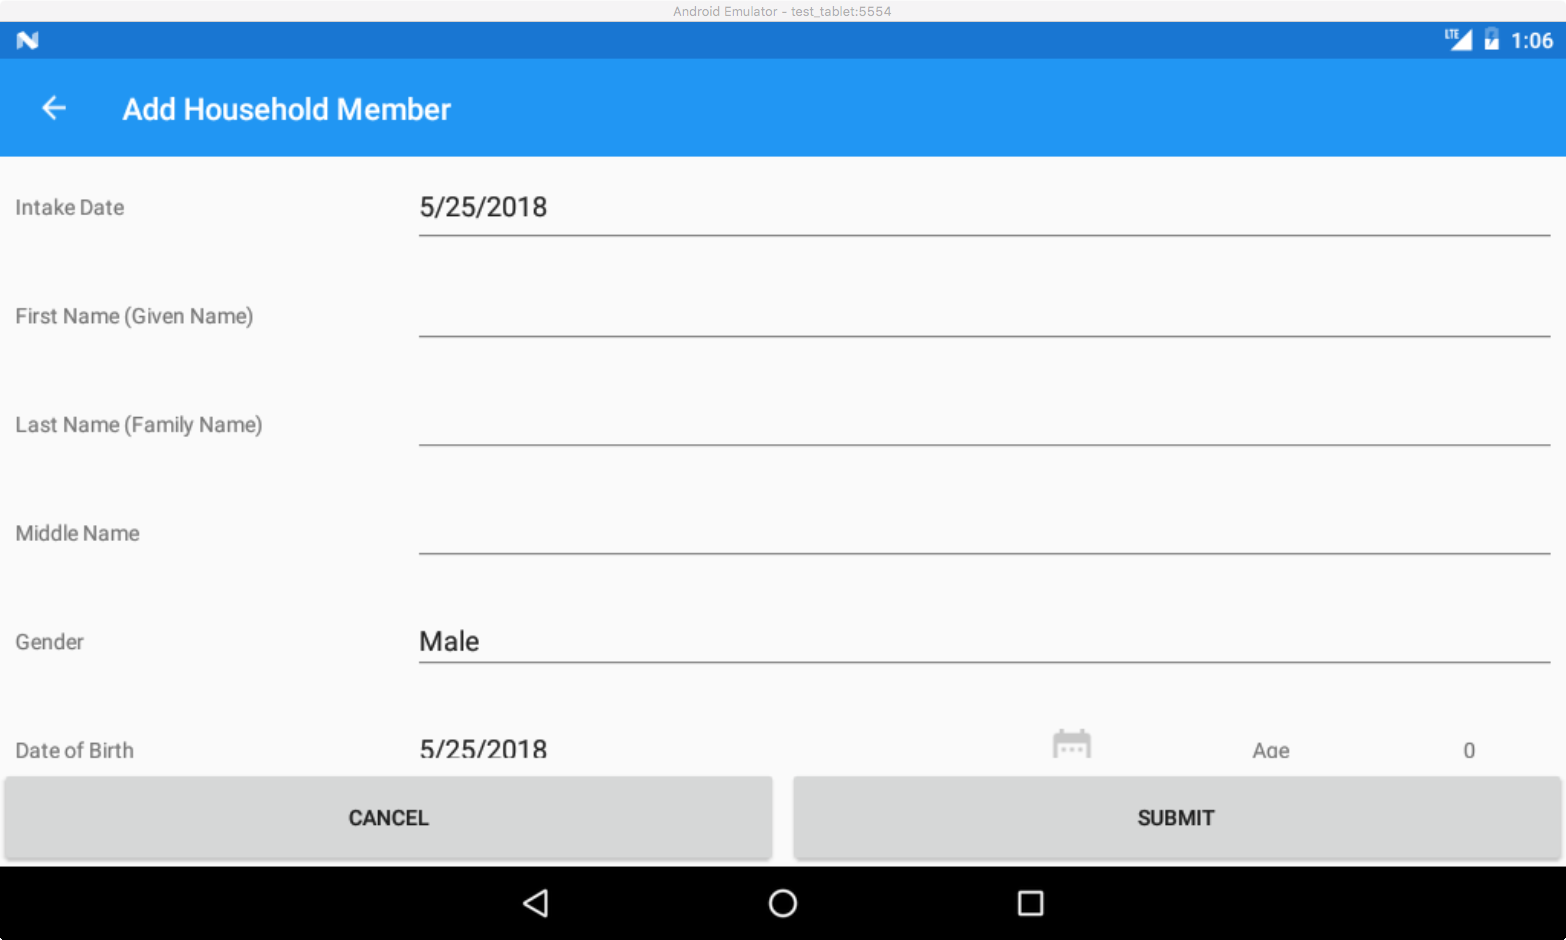 Android Emulator - test_tablet:5554
LTE 1:06
Add Household Member
Intake Date 5/25/2018
First Name (Given Name)
Last Name (Family Name)
Middle Name
Gender Male
Date of Birth 5/25/2018 Age 0
CANCEL SUBMIT